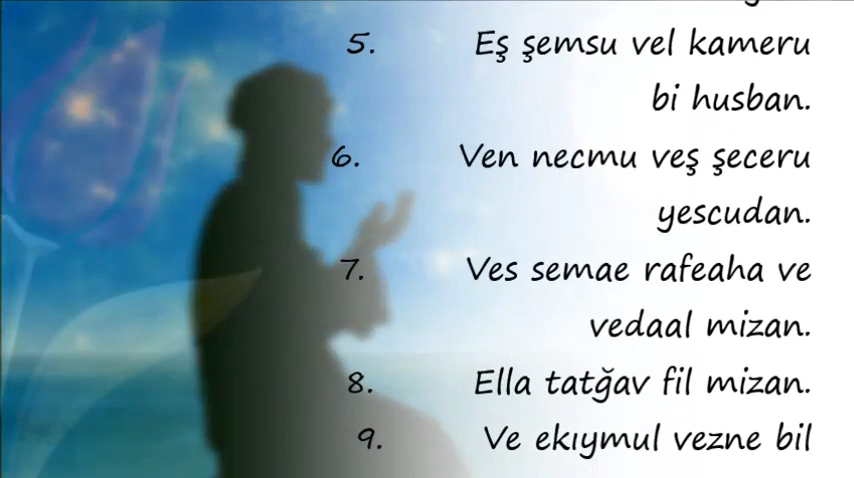 5. Eş şemsu vel kameru
bi husban.
6. Ven necmu veş şeceru
yescudan.
7. Ves semae rafeaha ve
vedaal mizan.
8. Ella tatğav fil mizan.
9. Ve ekıymul vezne bil